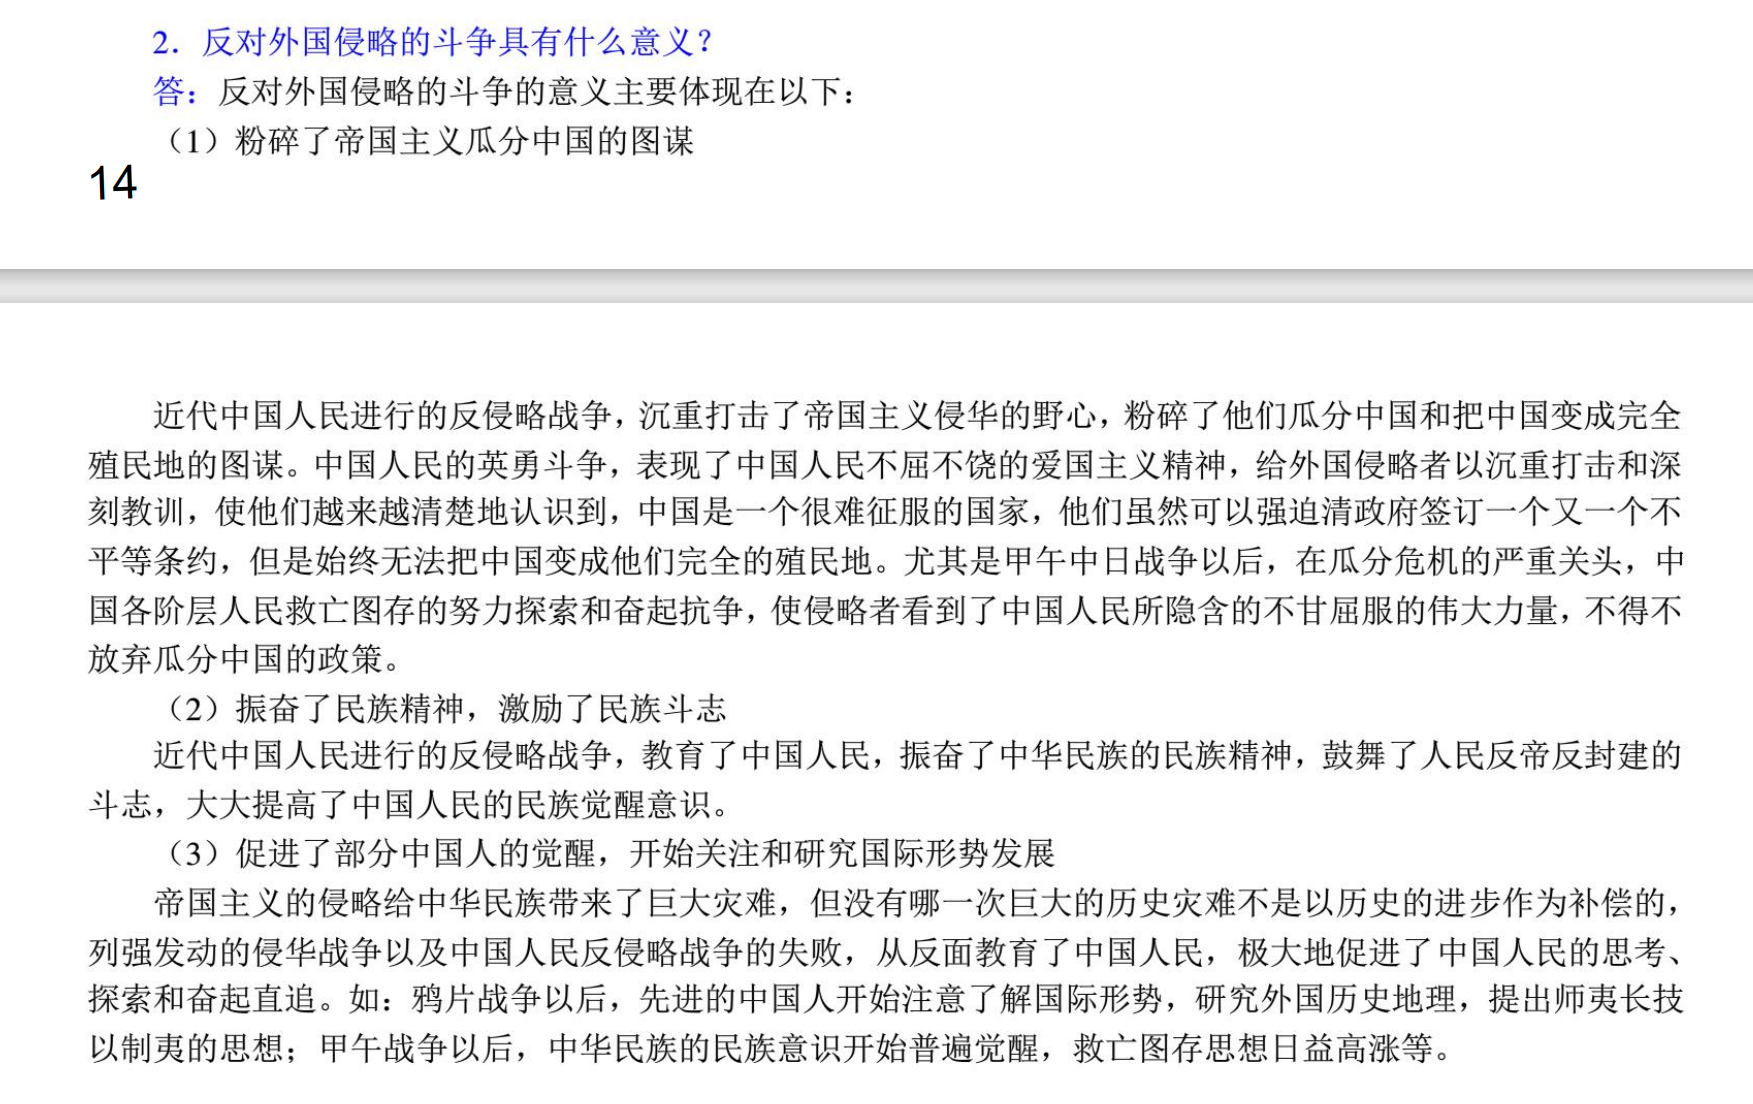 2．反对外国侵略的斗争具有什么意义？
答：反对外国侵略的斗争的意义主要体现在以下：
（1）粉碎了帝国主义瓜分中国的图谋
14
近代中国人民进行的反侵略战争，沉重打击了帝国主义侵华的野心，粉碎了他们瓜分中国和把中国变成完全
殖民地的图谋。中国人民的英勇斗争，表现了中国人民不屈不饶的爱国主义精神，给外国侵略者以沉重打击和深
刻教训，使他们越来越清楚地认识到，中国是一个很难征服的国家，他们虽然可以强迫清政府签订一个又一个不
平等条约，但是始终无法把中国变成他们完全的殖民地。尤其是甲午中日战争以后，在瓜分危机的严重关头，中
国各阶层人民救亡图存的努力探索和奋起抗争，使侵略者看到了中国人民所隐含的不甘屈服的伟大力量，不得不
放弃瓜分中国的政策。
（2）振奋了民族精神，激励了民族斗志
近代中国人民进行的反侵略战争，教育了中国人民，振奋了中华民族的民族精神，鼓舞了人民反帝反封建的
斗志，大大提高了中国人民的民族觉醒意识。
（3）促进了部分中国人的觉醒，开始关注和研究国际形势发展
帝国主义的侵略给中华民族带来了巨大灾难，但没有哪一次巨大的历史灾难不是以历史的进步作为补偿的，
列强发动的侵华战争以及中国人民反侵略战争的失败，从反面教育了中国人民，极大地促进了中国人民的思考、
探索和奋起直追。如：鸦片战争以后，先进的中国人开始注意了解国际形势，研究外国历史地理，提出师夷长技
以制夷的思想；甲午战争以后，中华民族的民族意识开始普遍觉醒，救亡图存思想日益高涨等。